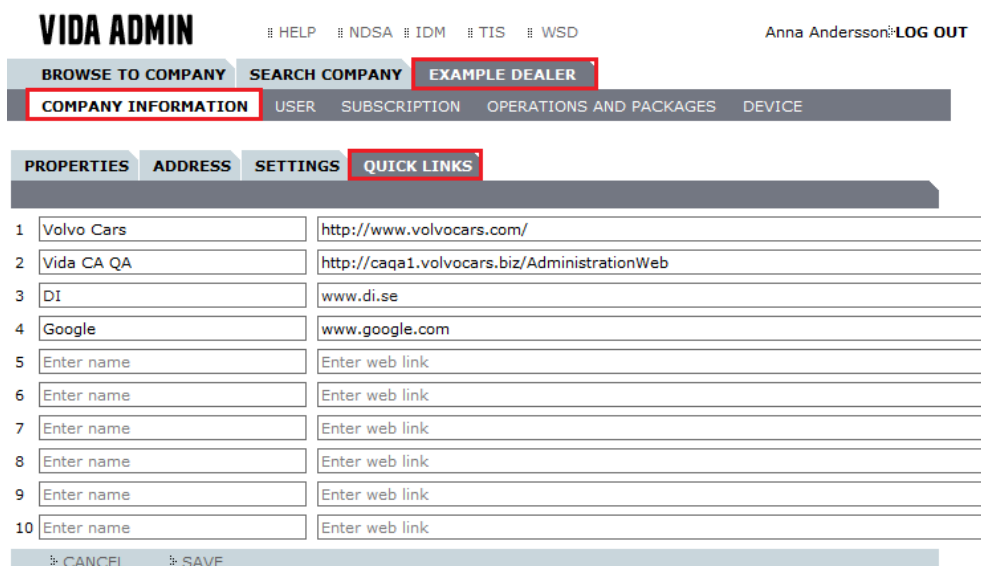 VIDA ADMIN HELP NDSA IDM TIS WSD Anna Andersson LOG OUT
BROWSE TO COMPANY SEARCH COMPANY EXAMPLE DEALER
COMPANY INFORMATION USER SUBSCRIPTION OPERATIONS AND PACKAGES DEVICE
PROPERTIES ADDRESS SETTINGS QUICK LINKS
1 Volvo Cars http://www.volvocars.com/
2 Vida CA QA http://caqa1.volvocars.biz/AdministrationWeb
3 DI www.di.se
4 Google www.google.com
5 Enter name Enter web link
6 Enter name Enter web link
7 Enter name Enter web link
8 Enter name Enter web link
9 Enter name Enter web link
10 Enter name Enter web link
CANCEL SAVE